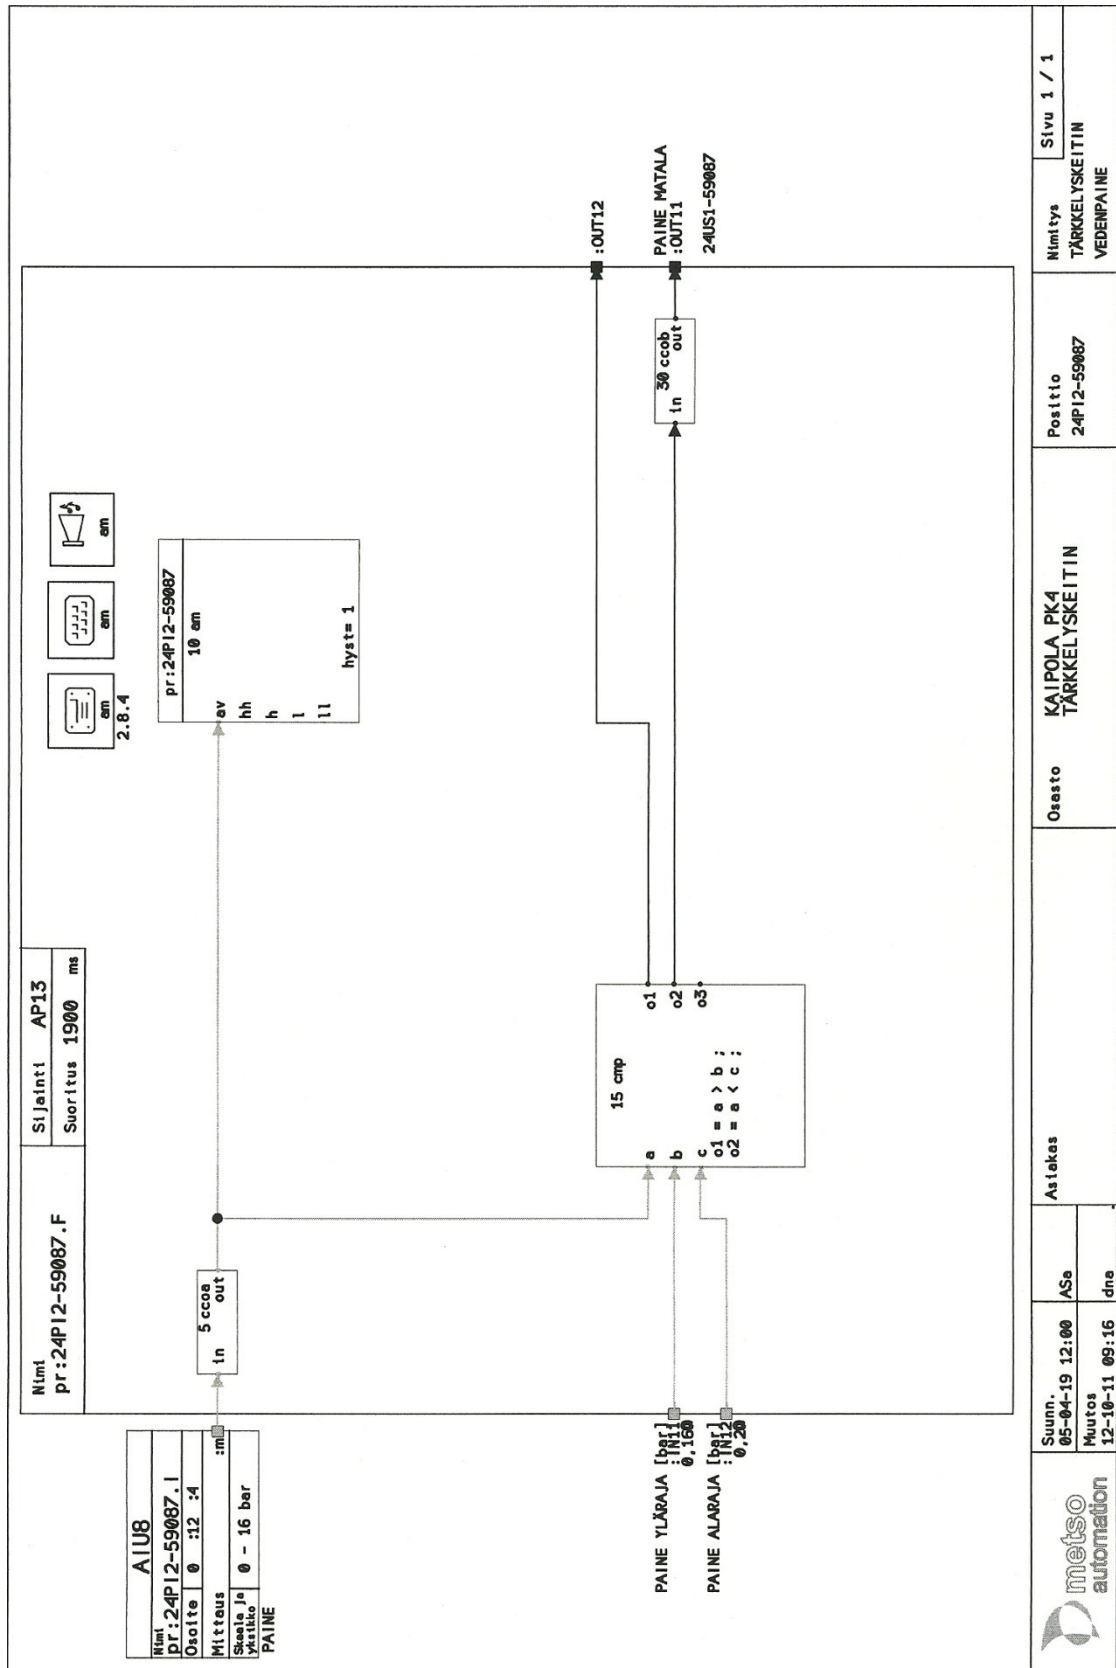 Nimi
pr:24PI2-59087.F
Sijainti AP13
Suoritus 1900 ms
am
2.8.4
am
am
AIU8
Nimi
pr:24PI2-59087.I
Osoite 0 :12 :4
Mittaus :m
Skaala ja yksikkö 0 - 16 bar
PAINE
5 ccoa
in out
pr:24PI2-59087
10 am
av
hh
h
l
ll
hyst= 1
15 cmp
a o1
b o2
c o3
o1 = a > b ;
o2 = a < c ;
PAINE YLÄRAJA [bar]
:IN11
0,160
PAINE ALARAJA [bar]
:IN12
0,20
30 ccob
in out
:OUT12
PAINE MATALA
:OUT11
24US1-59087
metso
automation
Suunn.
05-04-19 12:00 ASa
Muutos
12-10-11 09:16 dna
Asiakas
Osasto
KAIPOLA PK4
TÄRKKELYSKEITIN
Positio
24PI2-59087
Nimitys
TÄRKKELYSKEITIN
VEDENPAINE
Sivu 1 / 1